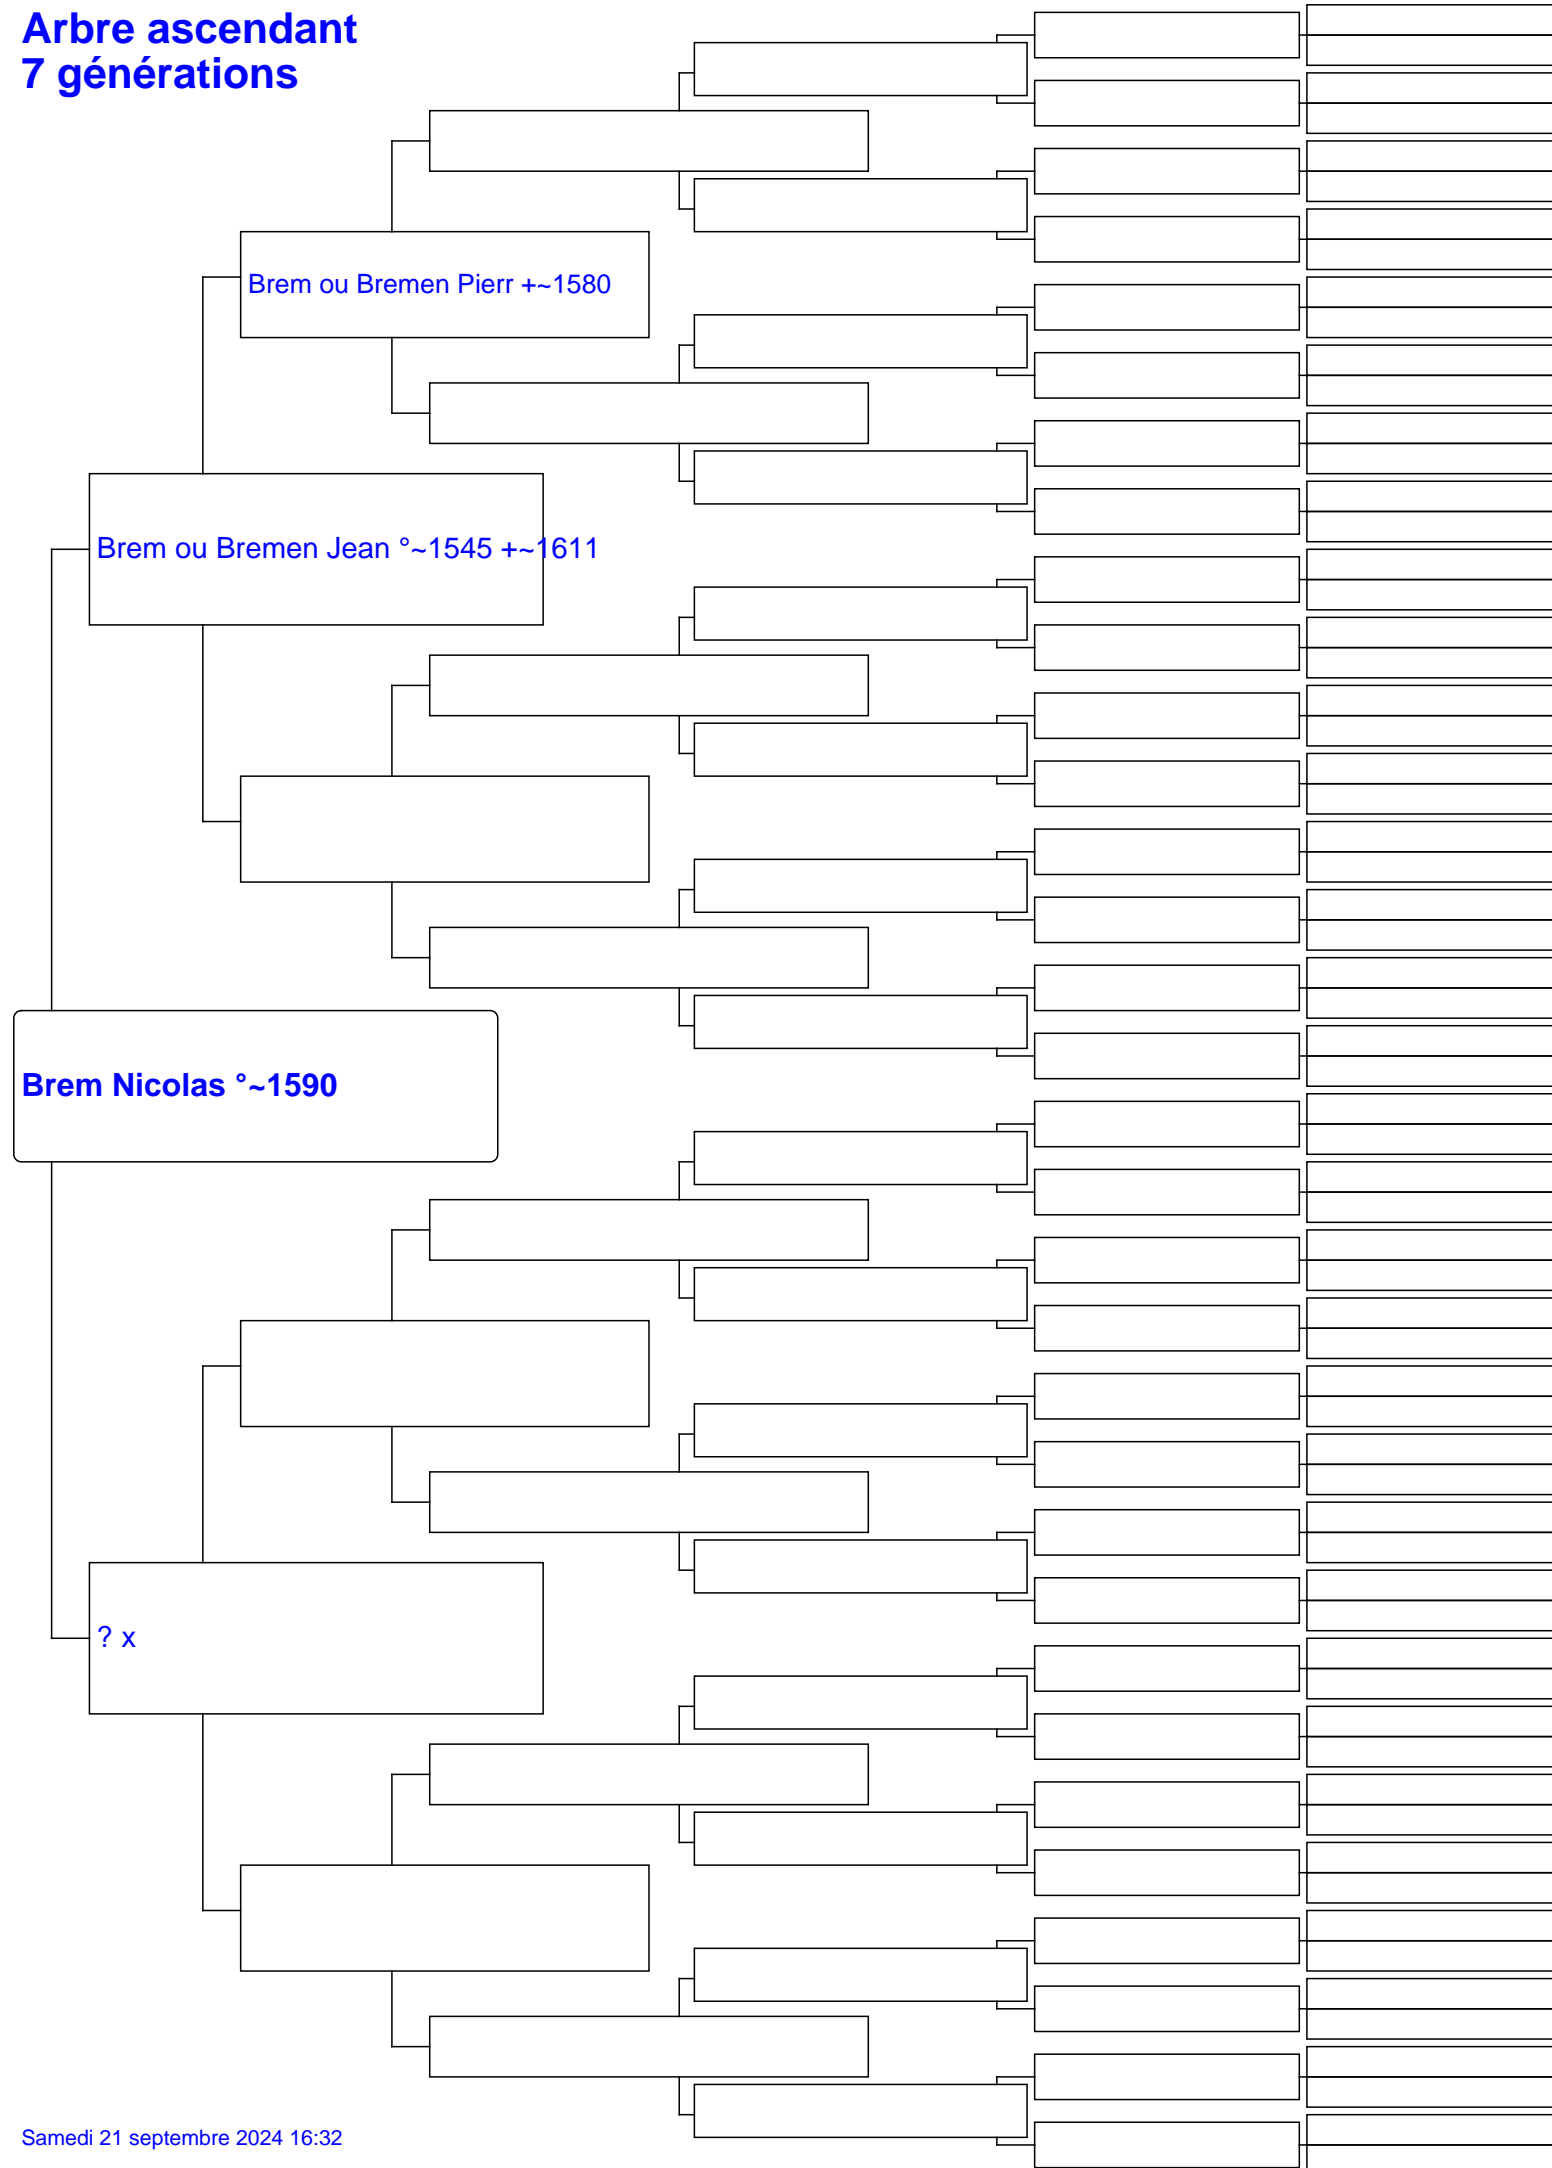 Arbre ascendant
7 générations
Brem ou Bremen Pierr +~1580
Brem ou Bremen Jean °~1545 +~1611
Brem Nicolas °~1590
? x
Samedi 21 septembre 2024 16:32